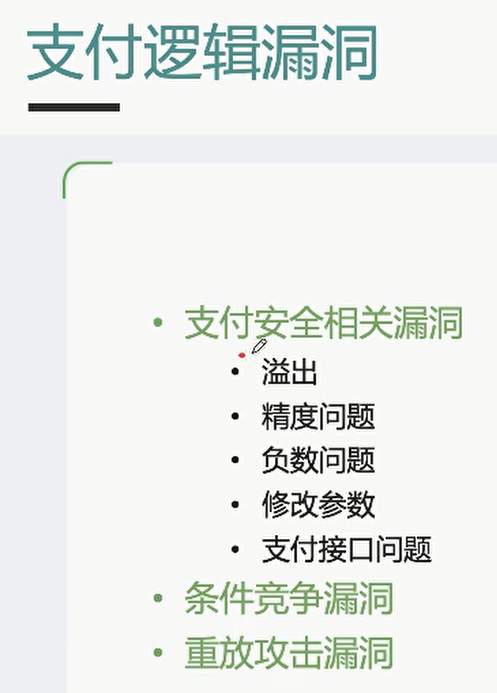 支付逻辑漏洞
• 支付安全相关漏洞
• 溢出
• 精度问题
• 负数问题
• 修改参数
• 支付接口问题
• 条件竞争漏洞
• 重放攻击漏洞